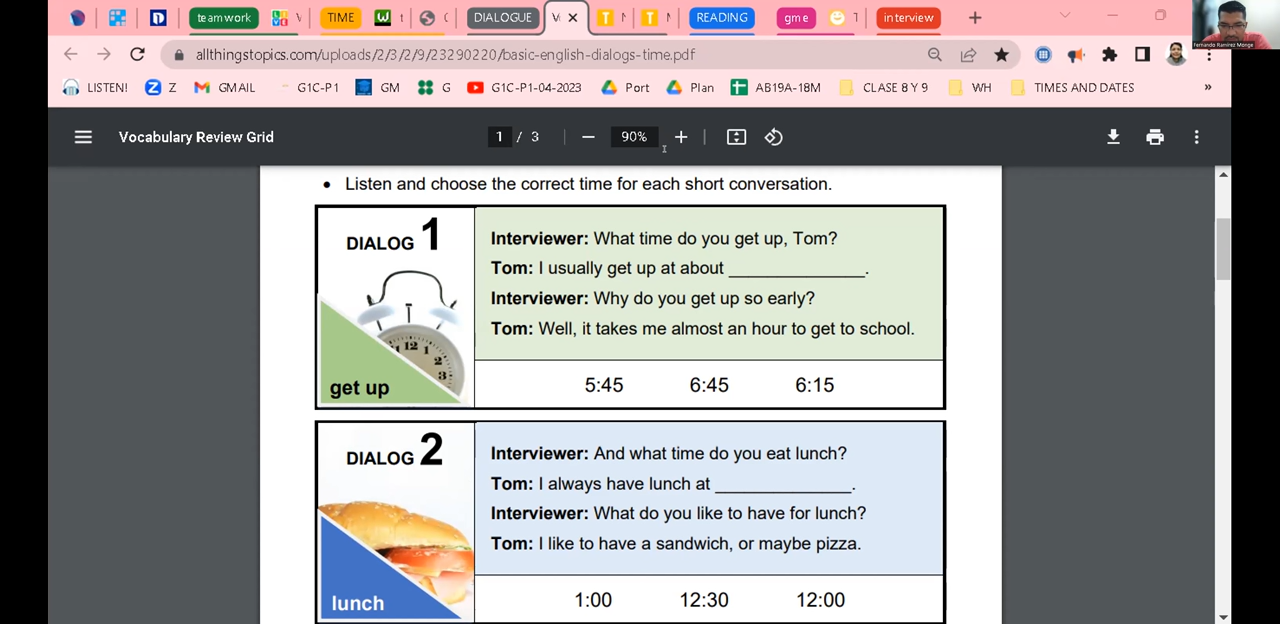 teamwork
TIME
DIALOGUE
READING
gme
interview
Fernando Ramirez Monge
allthingstopics.com/uploads/2/3/2/9/23290220
t-english-dialogs-time.pdf
LISTEN!
Z
GMAIL
G1C-P1
GM
G
G1C-P1-04-2023
Port
Plan
AB19A-18M
CLASE 8 Y 9
WH
TIMES AND DATES
»
Vocabulary Review Grid
1 / 3
90%
• Listen and choose the correct time for each short conversation.
DIALOG 1
12 1 2 3
get up
Interviewer: What time do you get up, Tom?
Tom: I usually get up at about ______________.
Interviewer: Why do you get up so early?
Tom: Well, it takes me almost an hour to get to school.
5:45 6:45 6:15
DIALOG 2
lunch
Interviewer: And what time do you eat lunch?
Tom: I always have lunch at ______________.
Interviewer: What do you like to have for lunch?
Tom: I like to have a sandwich, or maybe pizza.
1:00 12:30 12:00